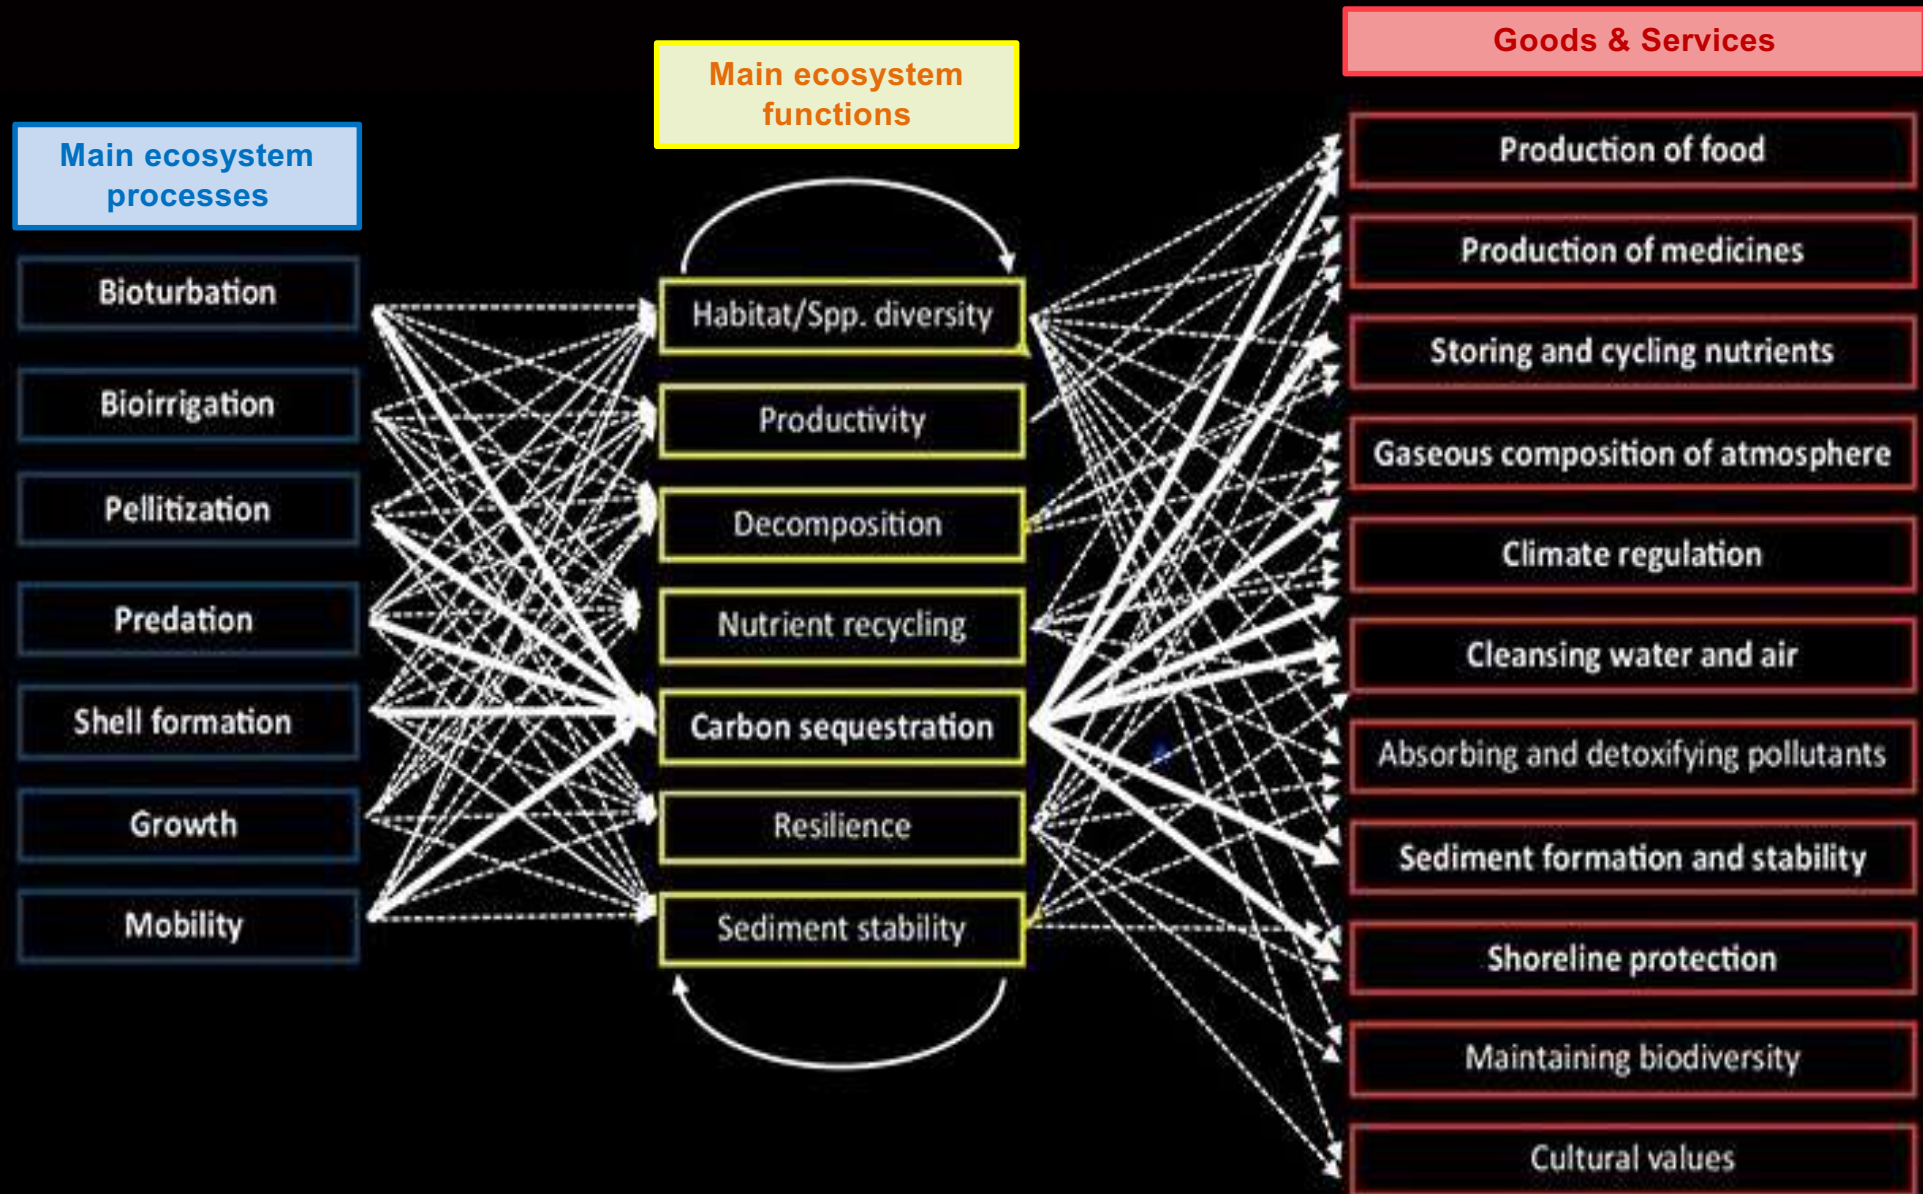 Main ecosystem
processes
Bioturbation
Bioirrigation
Pellitization
Predation
Shell formation
Growth
Mobility
Main ecosystem
functions
Habitat/Spp. diversity
Productivity
Decomposition
Nutrient recycling
Carbon sequestration
Resilience
Sediment stability
Goods & Services
Production of food
Production of medicines
Storing and cycling nutrients
Gaseous composition of atmosphere
Climate regulation
Cleansing water and air
Absorbing and detoxifying pollutants
Sediment formation and stability
Shoreline protection
Maintaining biodiversity
Cultural values